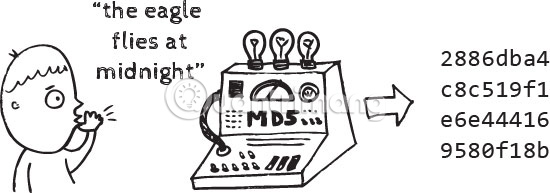 “the eagle
flies at
midnight”
MD5...
2886dba4
c8c519f1
e6e44416
9580f18b